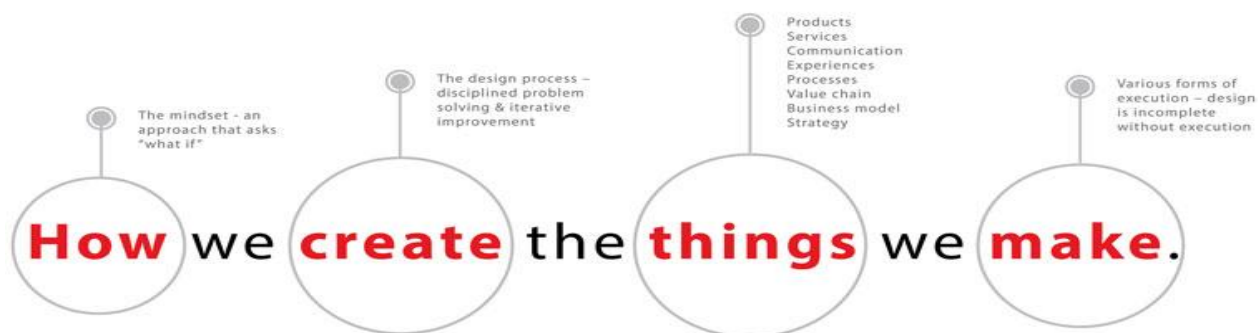 The mindset - an
approach that asks
"what if"
The design process –
disciplined problem
solving & iterative
improvement
Products
Services
Communication
Experiences
Processes
Value chain
Business model
Strategy
Various forms of
execution – design
is incomplete
without execution
How we create the things we make.